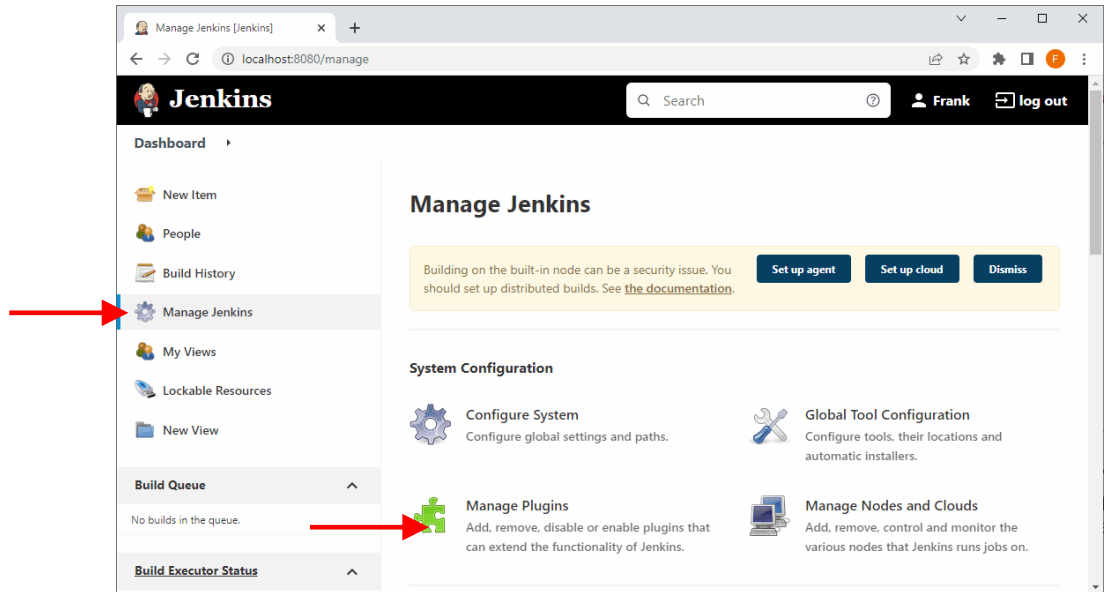 Manage Jenkins [Jenkins]
localhost:8080/manage
F
Jenkins
Search
Frank
log out
Dashboard
New Item
People
Build History
Manage Jenkins
My Views
Lockable Resources
New View
Build Queue
No builds in the queue.
Build Executor Status
Manage Jenkins
Building on the built-in node can be a security issue. You
should set up distributed builds. See the documentation.
Set up agent
Set up cloud
Dismiss
System Configuration
Configure System
Configure global settings and paths.
Global Tool Configuration
Configure tools, their locations and
automatic installers.
Manage Plugins
Add, remove, disable or enable plugins that
can extend the functionality of Jenkins.
Manage Nodes and Clouds
Add, remove, control and monitor the
various nodes that Jenkins runs jobs on.